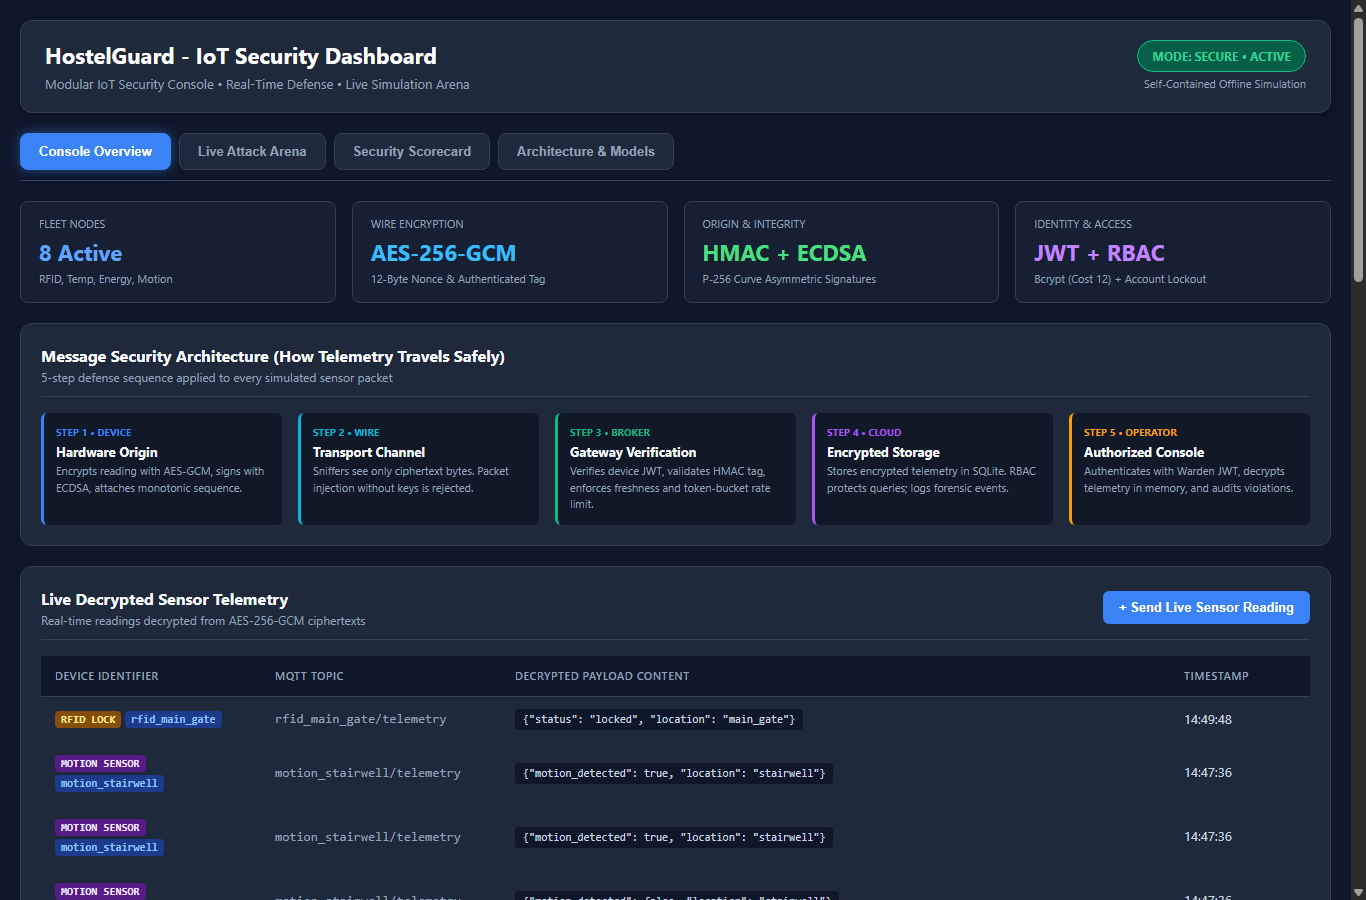 HostelGuard - IoT Security Dashboard
Modular IoT Security Console • Real-Time Defense • Live Simulation Arena
MODE: SECURE • ACTIVE
Self-Contained Offline Simulation
Console Overview
Live Attack Arena
Security Scorecard
Architecture & Models
FLEET NODES
8 Active
RFID, Temp, Energy, Motion
WIRE ENCRYPTION
AES-256-GCM
12-Byte Nonce & Authenticated Tag
ORIGIN & INTEGRITY
HMAC + ECDSA
P-256 Curve Asymmetric Signatures
IDENTITY & ACCESS
JWT + RBAC
Bcrypt (Cost 12) + Account Lockout
Message Security Architecture (How Telemetry Travels Safely)
5-step defense sequence applied to every simulated sensor packet
STEP 1 • DEVICE
Hardware Origin
Encrypts reading with AES-GCM, signs with
ECDSA, attaches monotonic sequence.
STEP 2 • WIRE
Transport Channel
Sniffers see only ciphertext bytes. Packet
injection without keys is rejected.
STEP 3 • BROKER
Gateway Verification
Verifies device JWT, validates HMAC tag,
enforces freshness and token-bucket rate
limit.
STEP 4 • CLOUD
Encrypted Storage
Stores encrypted telemetry in SQLite. RBAC
protects queries; logs forensic events.
STEP 5 • OPERATOR
Authorized Console
Authenticates with Warden JWT, decrypts
telemetry in memory, and audits violations.
Live Decrypted Sensor Telemetry
Real-time readings decrypted from AES-256-GCM ciphertexts
+ Send Live Sensor Reading
DEVICE IDENTIFIER
MQTT TOPIC
DECRYPTED PAYLOAD CONTENT
TIMESTAMP
RFID LOCK rfid_main_gate
rfid_main_gate/telemetry
{"status": "locked", "location": "main_gate"}
14:49:48
MOTION SENSOR
motion_stairwell
motion_stairwell/telemetry
{"motion_detected": true, "location": "stairwell"}
14:47:36
MOTION SENSOR
motion_stairwell
motion_stairwell/telemetry
{"motion_detected": true, "location": "stairwell"}
14:47:36
MOTION SENSOR
motion_stairwell/telemetry
{"motion_detected": false, "location": "stairwell"}
14:47:36